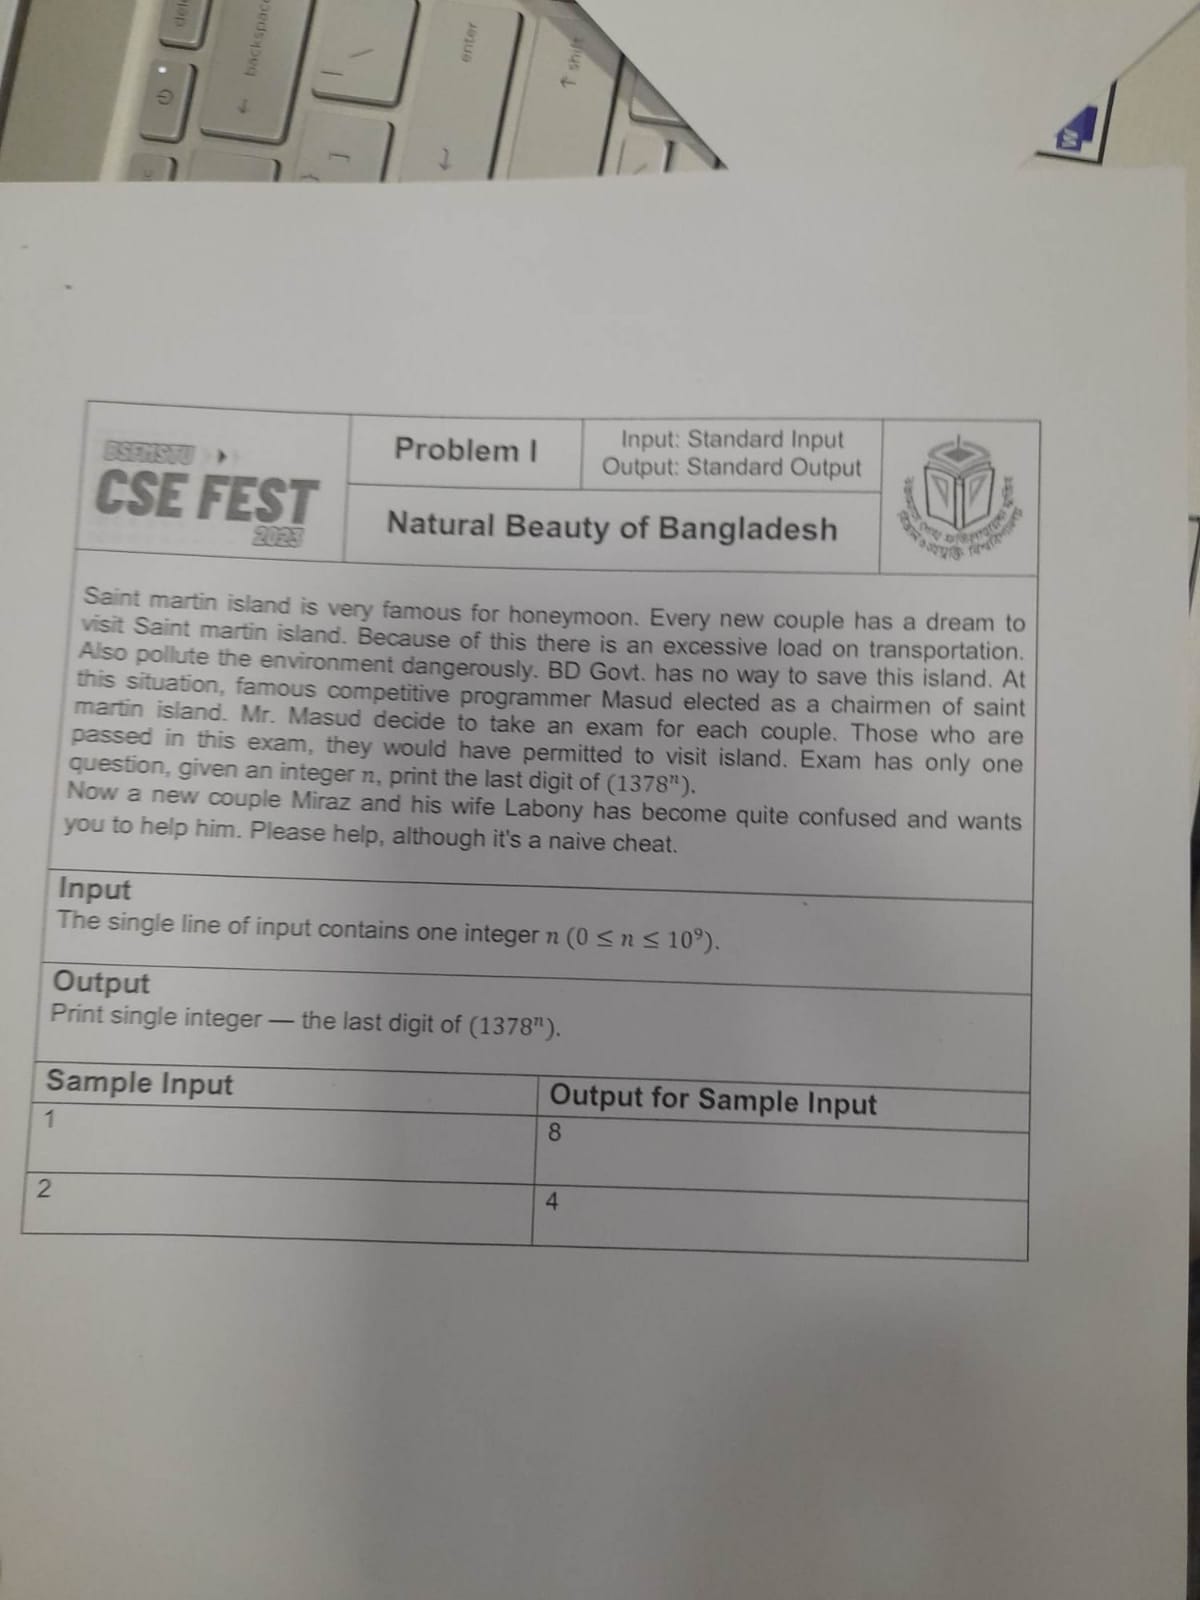 del
backspace
enter
shift
W
BSFMSTU
CSE FEST
2023
Problem I
Input: Standard Input
Output: Standard Output
Natural Beauty of Bangladesh
Saint martin island is very famous for honeymoon. Every new couple has a dream to
visit Saint martin island. Because of this there is an excessive load on transportation.
Also pollute the environment dangerously. BD Govt. has no way to save this island. At
this situation, famous competitive programmer Masud elected as a chairmen of saint
martin island. Mr. Masud decide to take an exam for each couple. Those who are
passed in this exam, they would have permitted to visit island. Exam has only one
question, given an integer n, print the last digit of (1378ⁿ).
Now a new couple Miraz and his wife Labony has become quite confused and wants
you to help him. Please help, although it's a naive cheat.
Input
The single line of input contains one integer n (0 ≤ n ≤ 10⁹).
Output
Print single integer — the last digit of (1378ⁿ).
Sample Input
Output for Sample Input
1
8
2
4